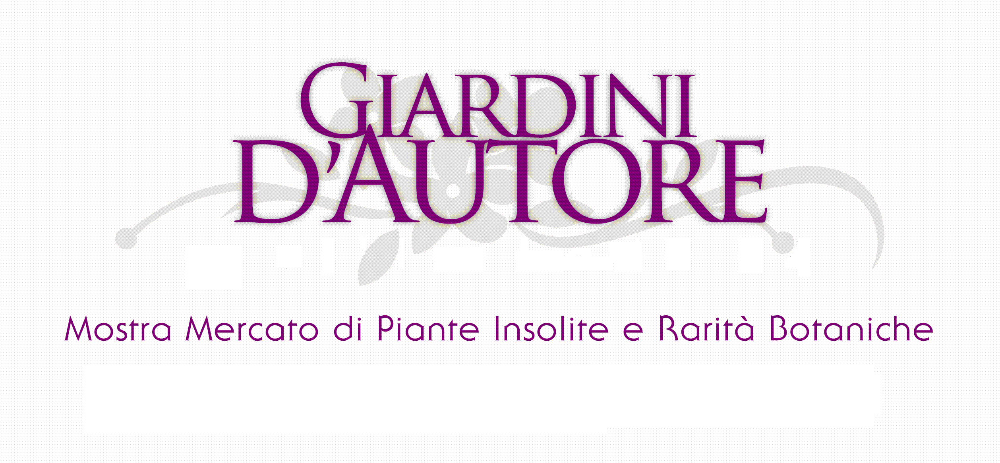 GIARDINI
D'AUTORE
Mostra Mercato di Piante Insolite e Rarità Botaniche